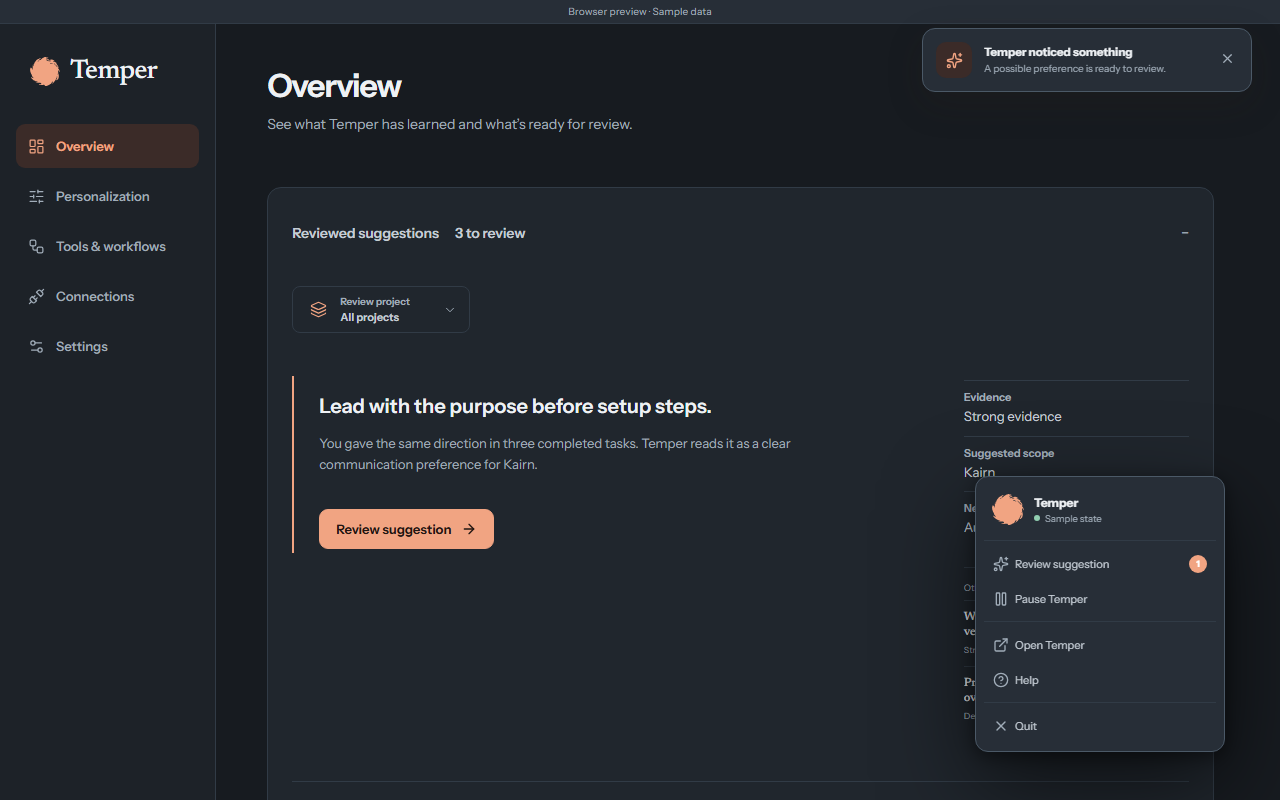 Browser preview · Sample data
Temper
Overview
Personalization
Tools & workflows
Connections
Settings
Overview
See what Temper has learned and what's ready for review.
Temper noticed something
A possible preference is ready to review.
Reviewed suggestions 3 to review
Review project
All projects
Lead with the purpose before setup steps.
You gave the same direction in three completed tasks. Temper reads it as a clear
communication preference for Kairn.
Review suggestion
Evidence
Strong evidence
Suggested scope
Kairn
Temper
Sample state
Review suggestion 1
Pause Temper
Open Temper
Help
Quit